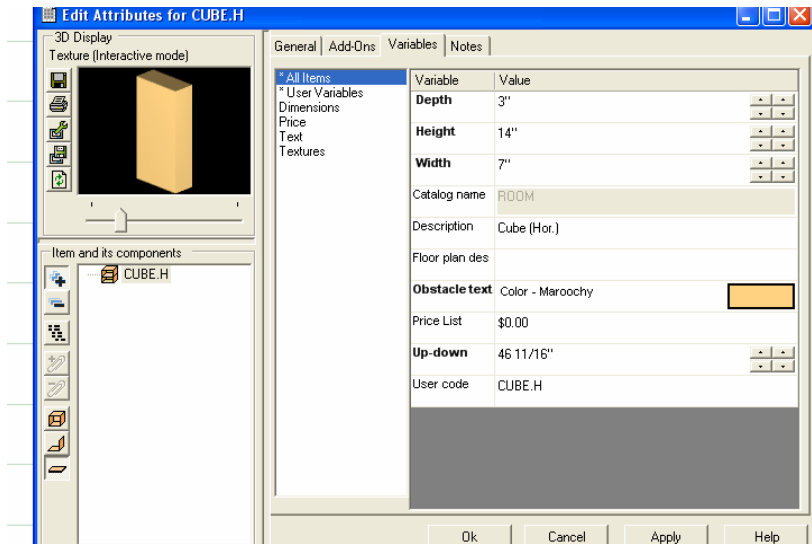 Edit Attributes for CUBE.H
3D Display
Texture (Interactive mode)
General Add-Ons Variables Notes
* All Items
* User Variables
Dimensions
Price
Text
Textures
Variable Value
Depth 3"
Height 14"
Width 7"
Catalog name ROOM
Description Cube (Hor.)
Floor plan des
Obstacle text Color - Maroochy
Price List $0.00
Up-down 46 11/16"
User code CUBE.H
Item and its components
CUBE.H
Ok Cancel Apply Help